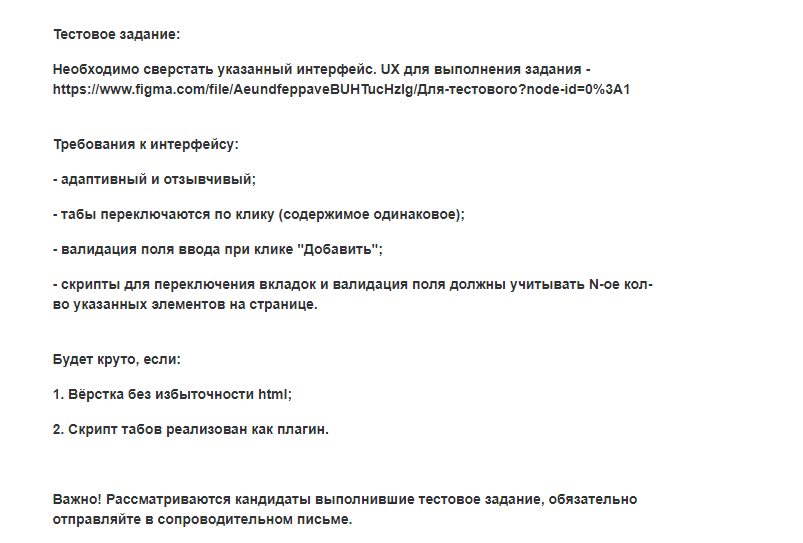 Тестовое задание:
Необходимо сверстать указанный интерфейс. UX для выполнения задания -
https://www.figma.com/file/AeundfeppaveBUHTucHzIg/Для-тестового?node-id=0%3A1
Требования к интерфейсу:
- адаптивный и отзывчивый;
- табы переключаются по клику (содержимое одинаковое);
- валидация поля ввода при клике "Добавить";
- скрипты для переключения вкладок и валидация поля должны учитывать N-ое кол-
во указанных элементов на странице.
Будет круто, если:
1. Вёрстка без избыточности html;
2. Скрипт табов реализован как плагин.
Важно! Рассматриваются кандидаты выполнившие тестовое задание, обязательно
отправляйте в сопроводительном письме.